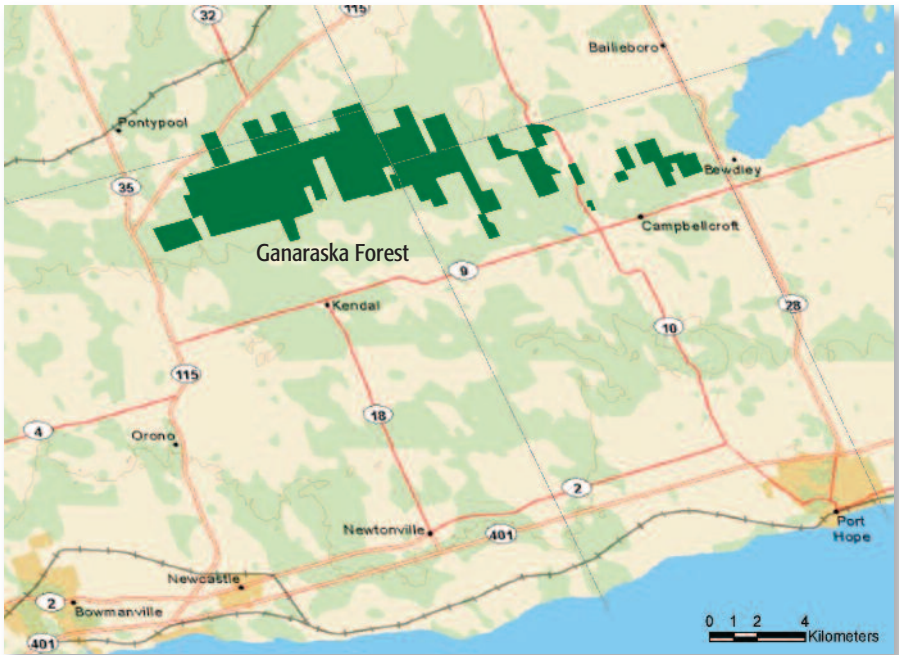 32
115
Bailieboro
Pontypool
35
Bewdley
Campbellcroft
Ganaraska Forest
9
Kendal
28
10
115
18
4
Orono
2
Newtonville
401
Port
Hope
Newcastle
2
Bowmanville
401
0 1 2 4
Kilometers